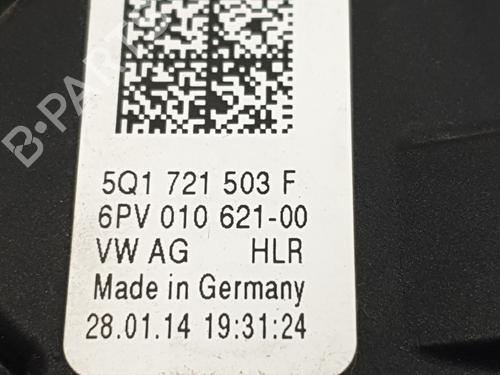 B-PARTS
5Q1 721 503 F
6PV 010 621-00
VW AG HLR
Made in Germany
28.01.14 19:31:24